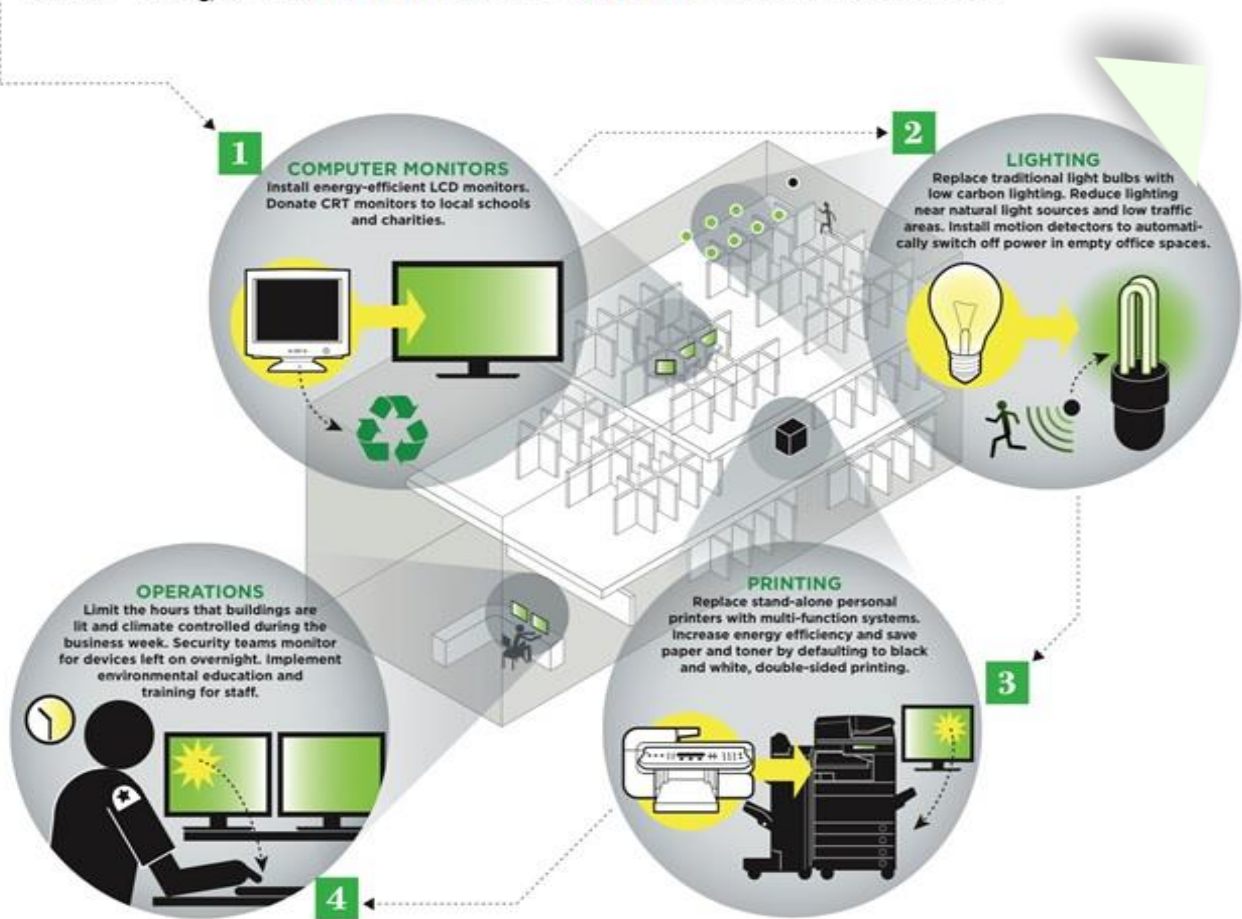 1
COMPUTER MONITORS
Install energy-efficient LCD monitors.
Donate CRT monitors to local schools
and charities.
2
LIGHTING
Replace traditional light bulbs with
low carbon lighting. Reduce lighting
near natural light sources and low traffic
areas. Install motion detectors to automati-
cally switch off power in empty office spaces.
3
PRINTING
Replace stand-alone personal
printers with multi-function systems.
Increase energy efficiency and save
paper and toner by defaulting to black
and white, double-sided printing.
4
OPERATIONS
Limit the hours that buildings are
lit and climate controlled during the
business week. Security teams monitor
for devices left on overnight. Implement
environmental education and
training for staff.